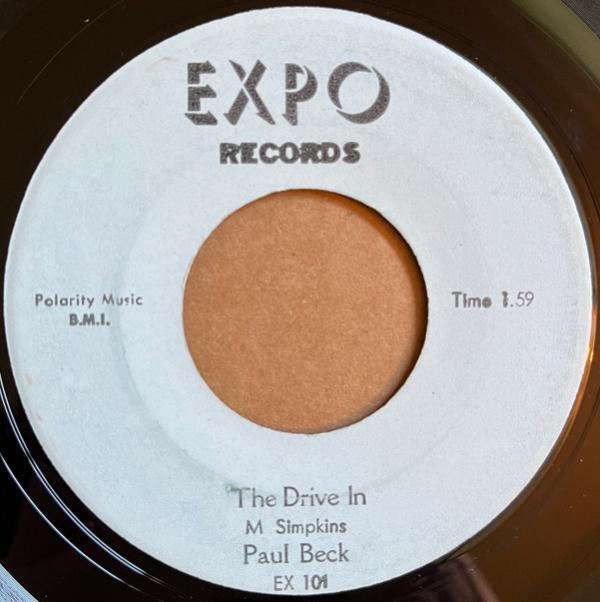 EXPO
RECORDS
Polarity Music
B.M.I.
Time 1.59
The Drive In
M Simpkins
Paul Beck
EX 101